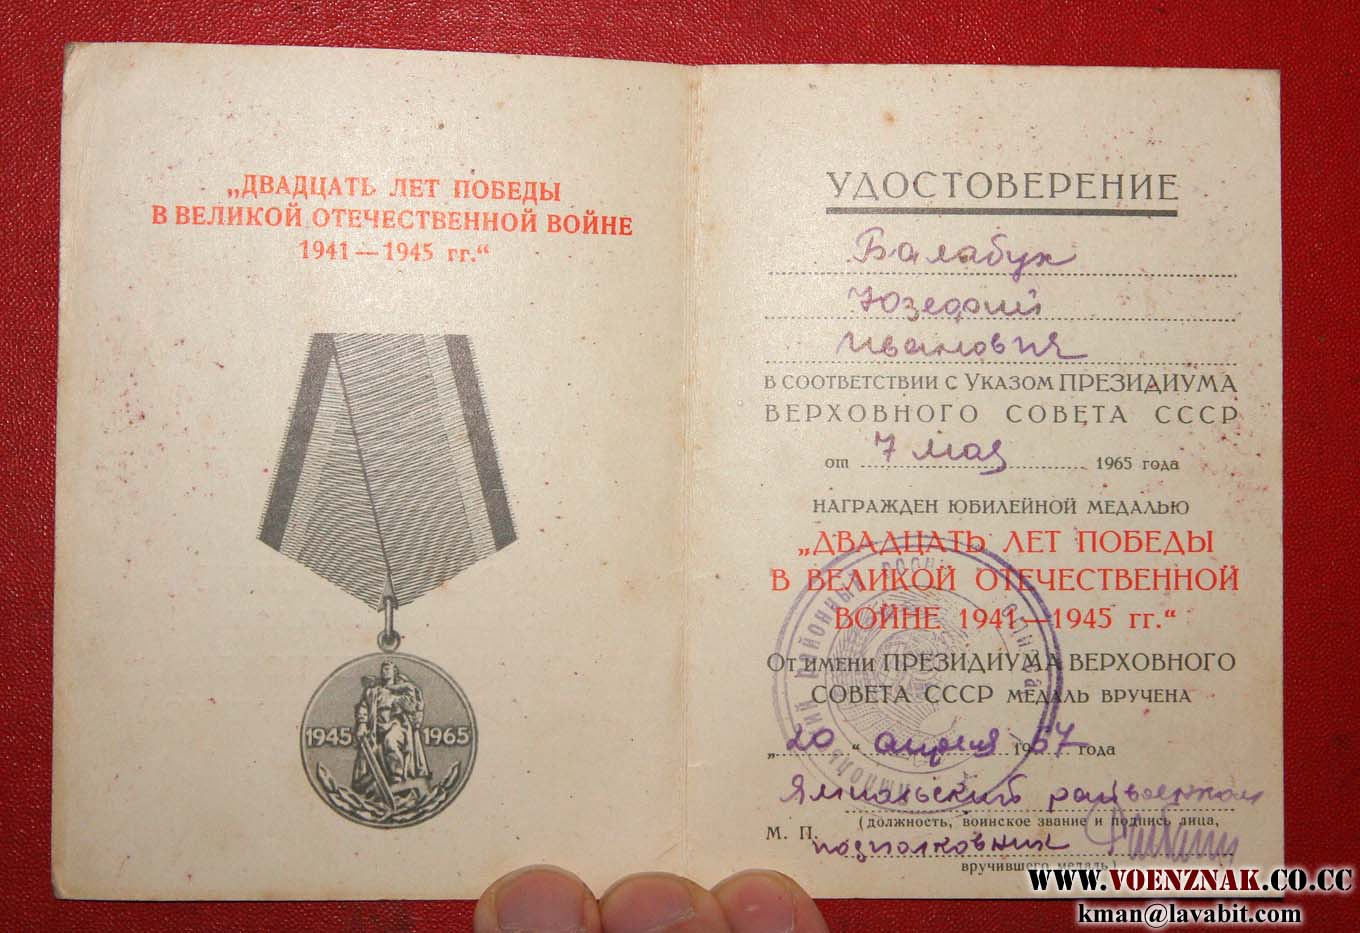 „ДВАДЦАТЬ ЛЕТ ПОБЕДЫ
В ВЕЛИКОЙ ОТЕЧЕСТВЕННОЙ ВОЙНЕ
1941—1945 гг.“
1945 1965
УДОСТОВЕРЕНИЕ
Балабух
Иванович
В СООТВЕТСТВИИ С УКАЗОМ ПРЕЗИДИУМА
ВЕРХОВНОГО СОВЕТА СССР
от 7 мая 1965 года
НАГРАЖДЕН ЮБИЛЕЙНОЙ МЕДАЛЬЮ
„ДВАДЦАТЬ ЛЕТ ПОБЕДЫ
В ВЕЛИКОЙ ОТЕЧЕСТВЕННОЙ
ВОЙНЕ 1941—1945 гг.“
ОТ ИМЕНИ ПРЕЗИДИУМА ВЕРХОВНОГО
СОВЕТА СССР МЕДАЛЬ ВРУЧЕНА
„20“ апреля 1967 года
Ямпольский райвоенком
(должность, воинское звание и подпись лица,
М. П. подполковник
вручившего медаль)
районный
WWW.VOENZNAK.CO.CC
kman@lavabit.com